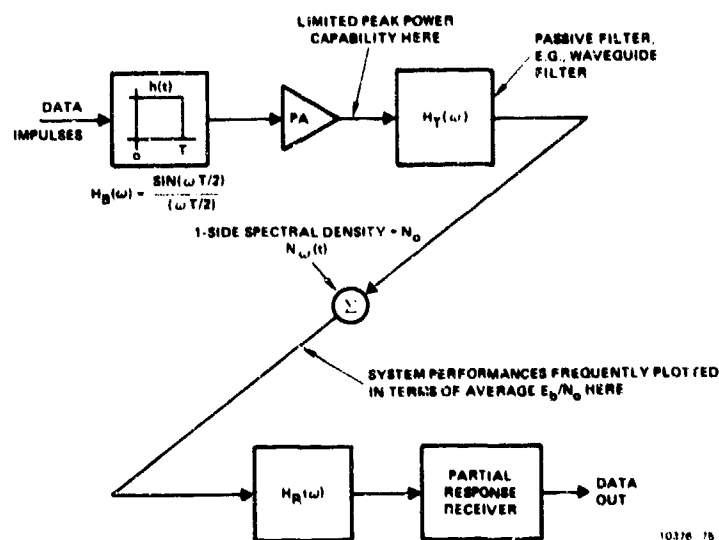 LIMITED PEAK POWER
CAPABILITY HERE
PASSIVE FILTER,
E.G., WAVEGUIDE
FILTER
h(t)
DATA
IMPULSES
0
T
PA
H_T(ω)
H_B(ω) = SIN(ω T/2) / (ω T/2)
1-SIDE SPECTRAL DENSITY = N_o
N_ω(t)
Σ
SYSTEM PERFORMANCES FREQUENTLY PLOTTED
IN TERMS OF AVERAGE E_b/N_o HERE
H_R(ω)
PARTIAL
RESPONSE
RECEIVER
DATA
OUT
10376-76